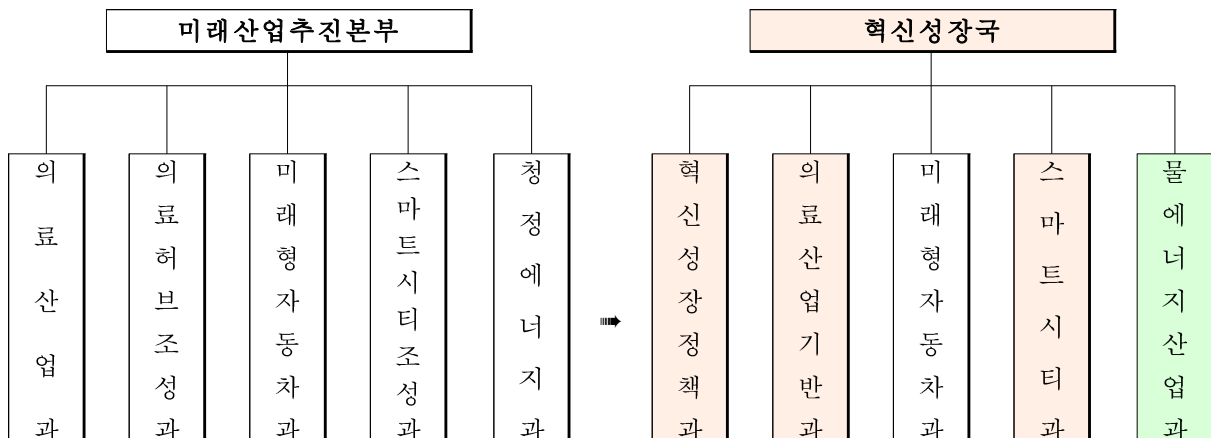 미래산업추진본부
의료산업과
의료허브조성과
미래형자동차과
스마트시티조성과
청정에너지과
혁신성장국
혁신성장정책과
의료산업기반과
미래형자동차과
스마트시티과
물에너지산업과